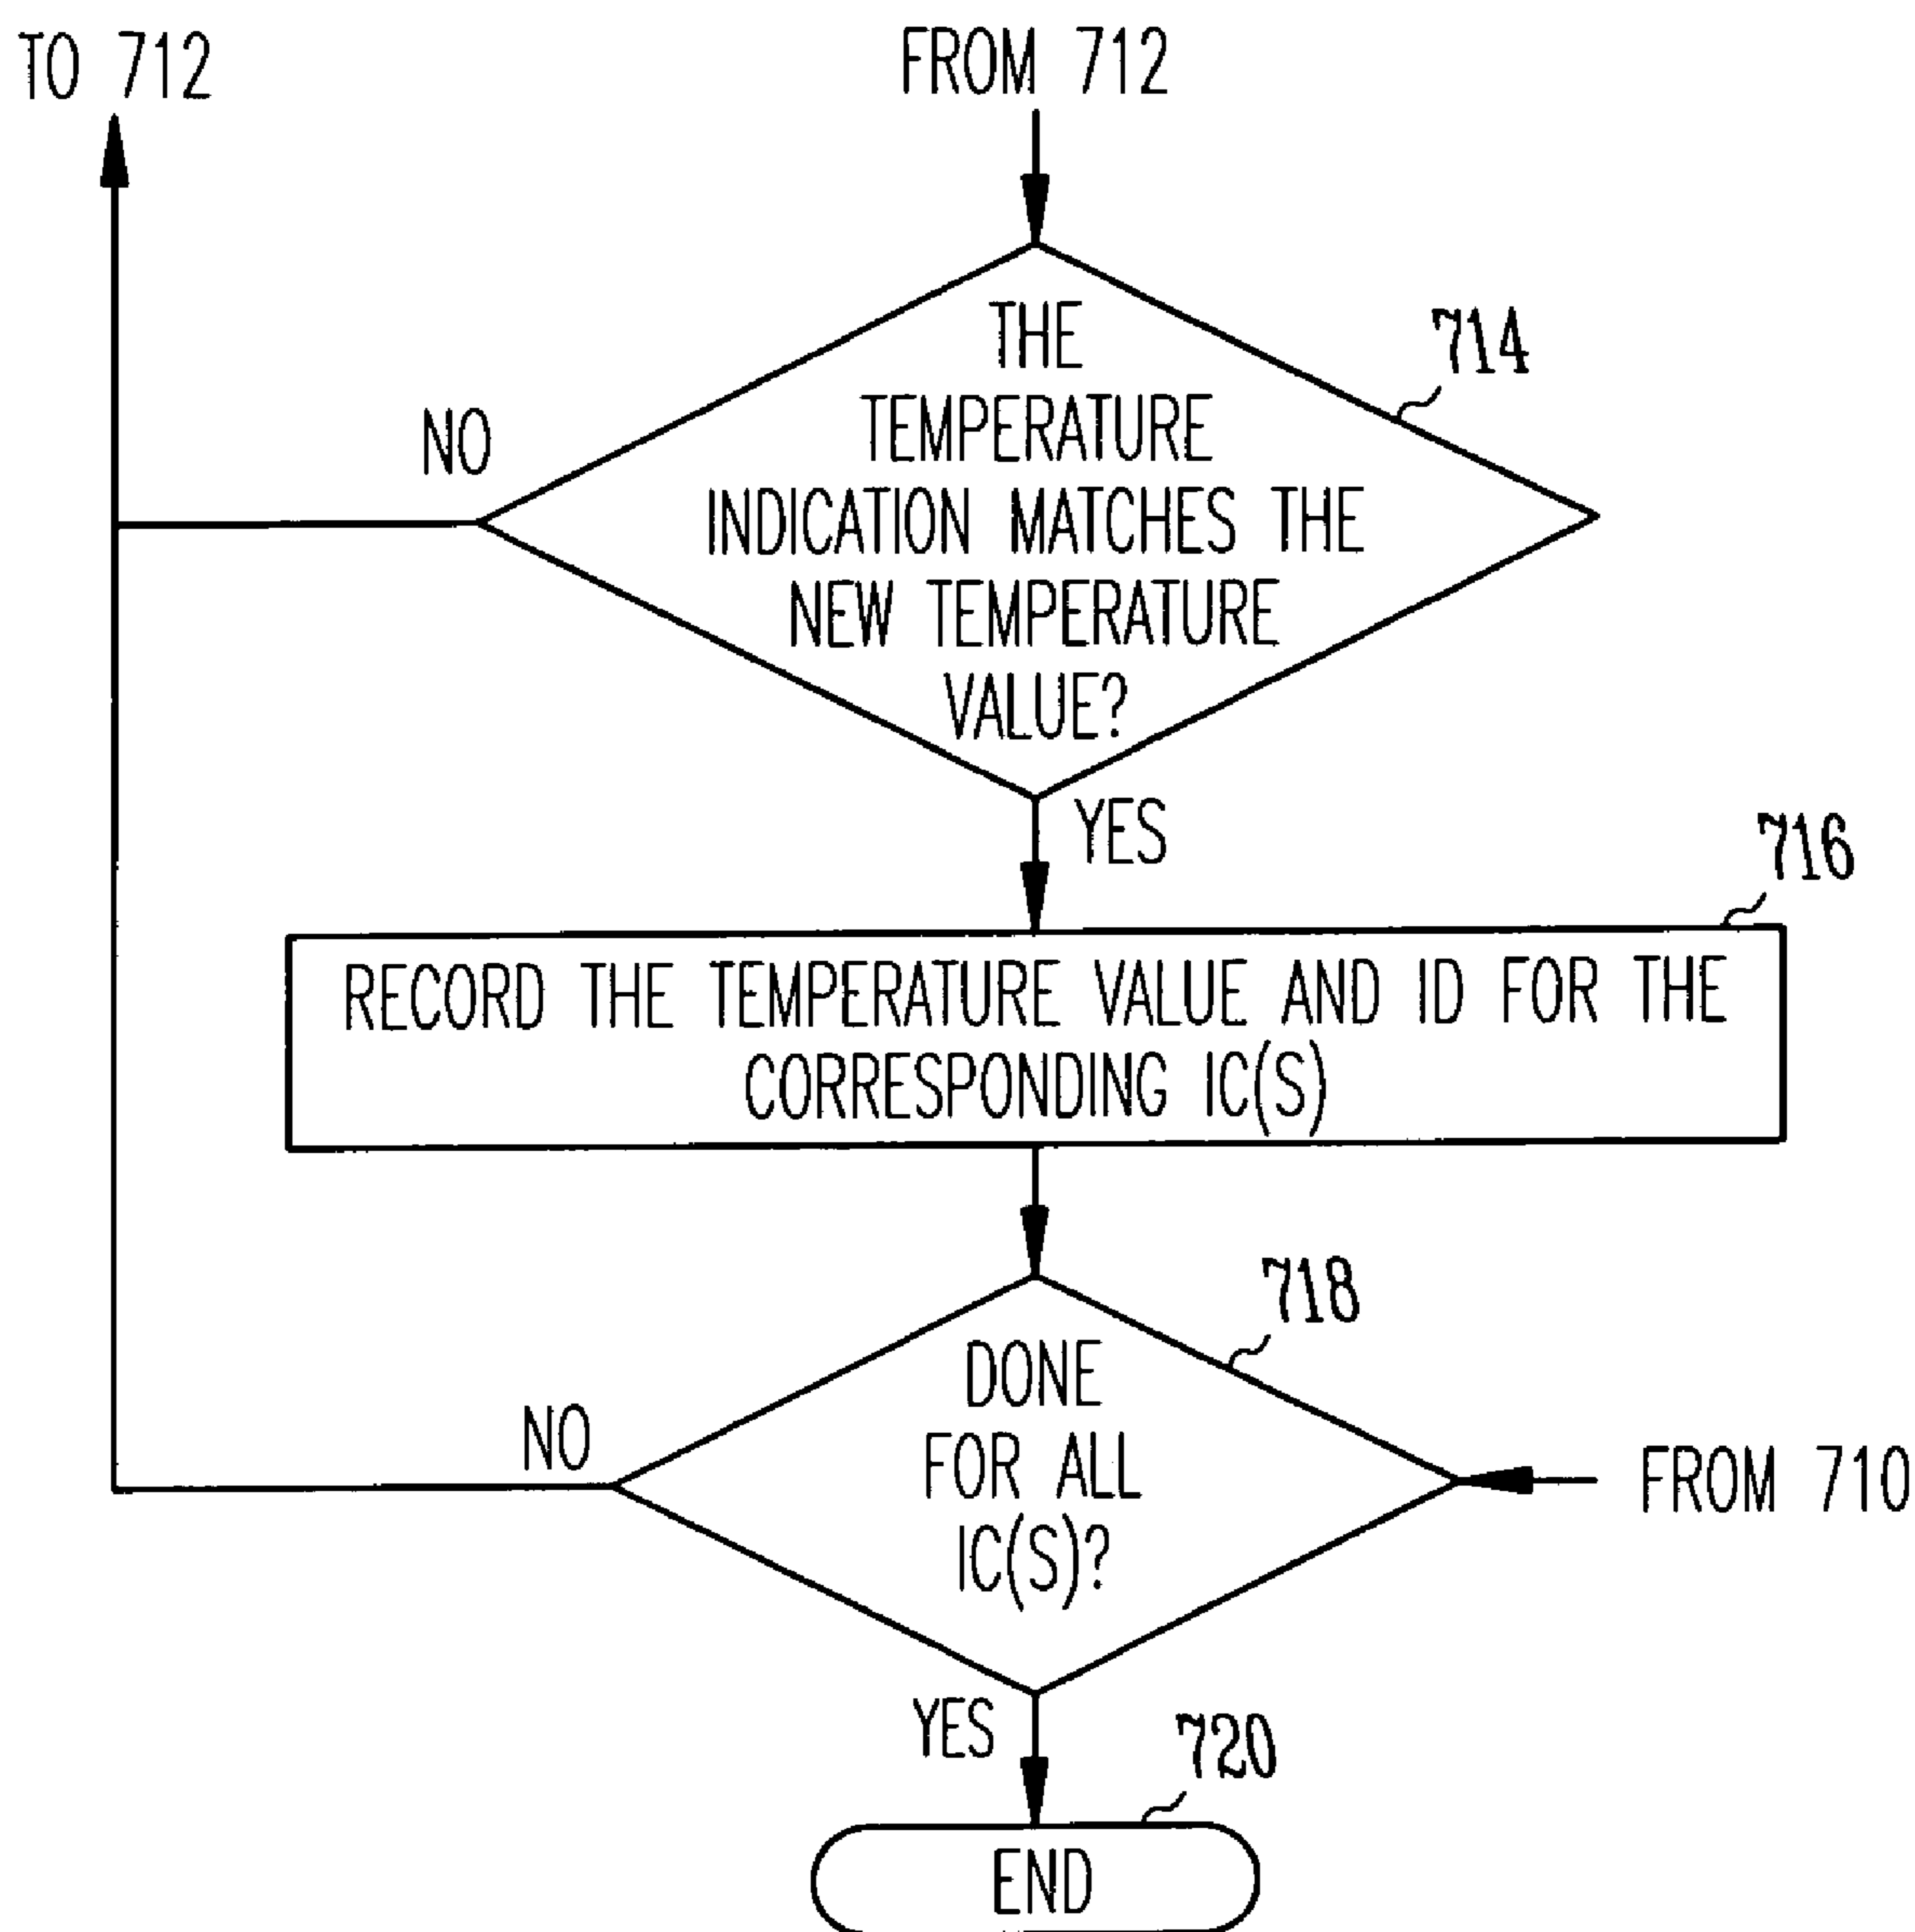 TO 712
FROM 712
714
THE
TEMPERATURE
INDICATION MATCHES THE
NEW TEMPERATURE
VALUE?
NO
YES
716
RECORD THE TEMPERATURE VALUE AND ID FOR THE
CORRESPONDING IC(S)
718
DONE
FOR ALL
IC(S)?
NO
FROM 710
YES
720
END